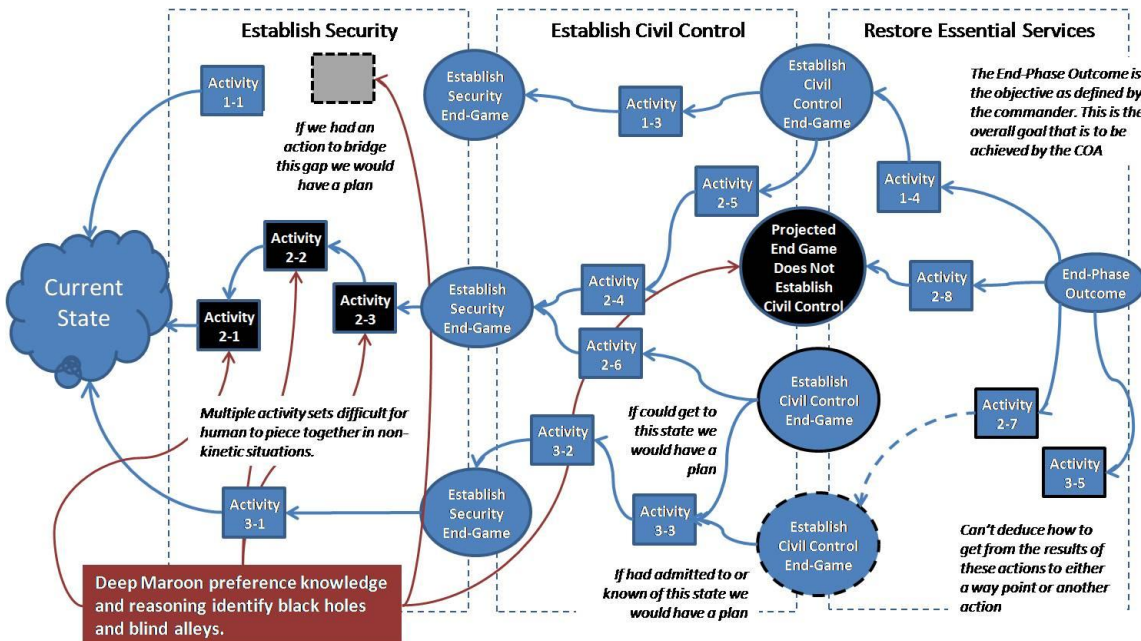 Establish Security
Establish Civil Control
Restore Essential Services
Activity
1-1
If we had an
action to bridge
this gap we would
have a plan
Establish
Security
End-Game
Activity
1-3
Establish
Civil
Control
End-Game
The End-Phase Outcome is
the objective as defined by
the commander. This is the
overall goal that is to be
achieved by the COA
Activity
2-5
Activity
1-4
Current
State
Activity
2-1
Activity
2-2
Activity
2-3
Establish
Security
End-Game
Activity
2-4
Activity
2-6
Projected
End Game
Does Not
Establish
Civil Control
Activity
2-8
End-Phase
Outcome
Multiple activity sets difficult for
human to piece together in non-
kinetic situations.
If could get to
this state we
would have a
plan
Establish
Civil Control
End-Game
Activity
2-7
Activity
3-5
Activity
3-1
Establish
Security
End-Game
Activity
3-2
Activity
3-3
Establish
Civil Control
End-Game
Can't deduce how to
get from the results of
these actions to either
a way point or another
action
If had admitted to or
known of this state we
would have a plan
Deep Maroon preference knowledge
and reasoning identify black holes
and blind alleys.